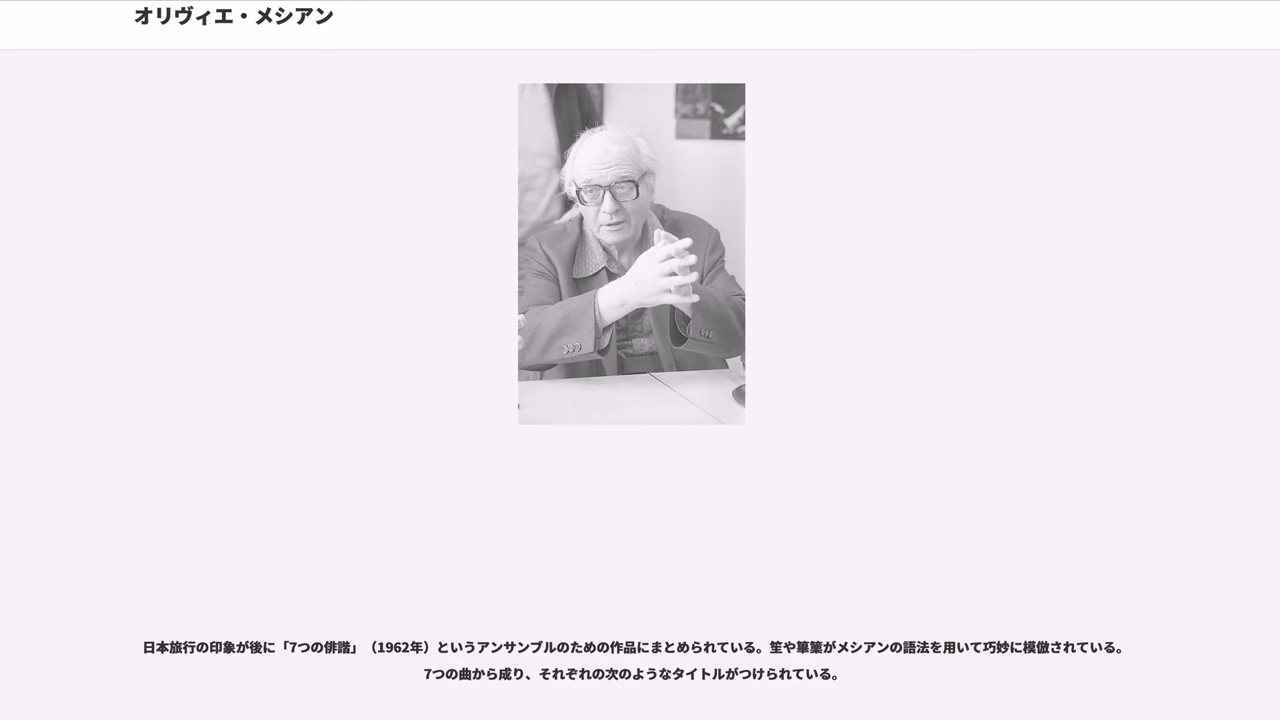 オリヴィエ・メシアン
日本旅行の印象が後に「7つの俳諧」（1962年）というアンサンブルのための作品にまとめられている。笙や篳篥がメシアンの語法を用いて巧妙に模倣されている。
7つの曲から成り、それぞれの次のようなタイトルがつけられている。